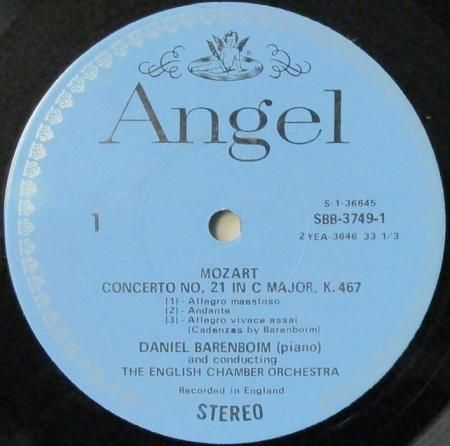 Angel
S-1-36645
1
SBB-3749-1
2 YEA-3646 33 1/3
MOZART
CONCERTO NO. 21 IN C MAJOR, K. 467
(1) - Allegro maestoso
(2) - Andante
(3) - Allegro vivace assai
(Cadenzas by Barenboim)
DANIEL BARENBOIM (piano)
and conducting
THE ENGLISH CHAMBER ORCHESTRA
Recorded in England
STEREO